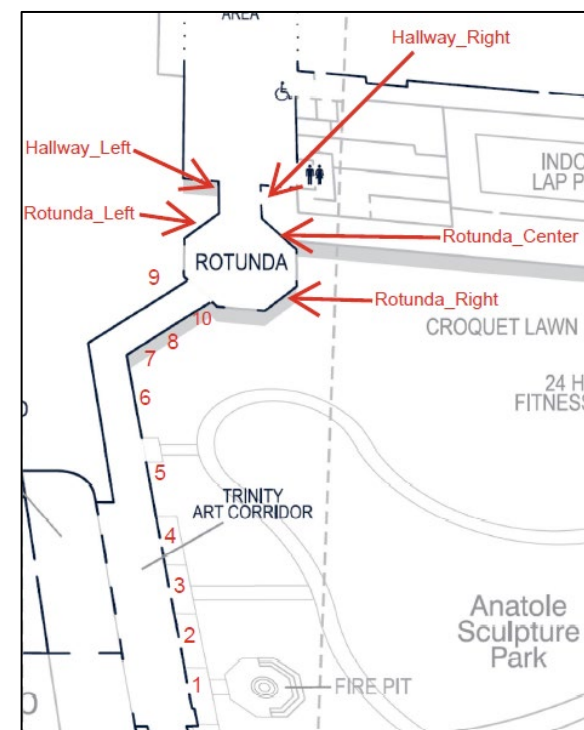 AREA
Hallway_Right
Hallway_Left
INDO
LAP P
Rotunda_Left
Rotunda_Center
ROTUNDA
9
Rotunda_Right
10
CROQUET LAWN
8
7
24 H
FITNESS
6
5
TRINITY
ART CORRIDOR
4
3
Anatole
Sculpture
Park
2
1
FIRE PIT